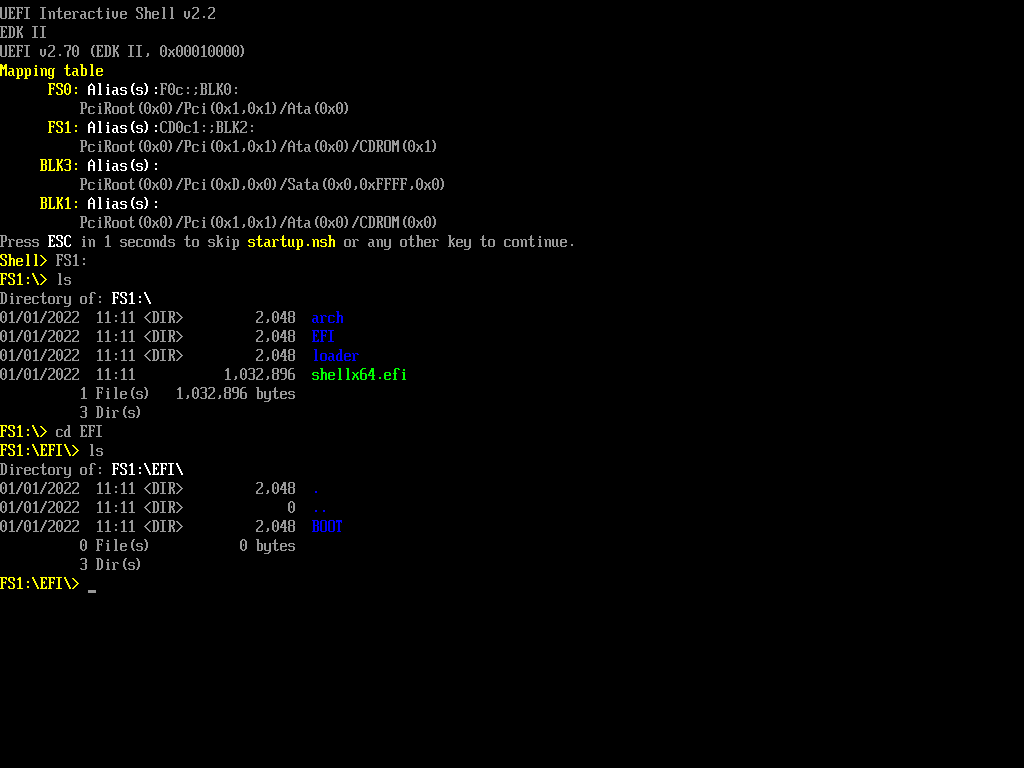 UEFI Interactive Shell v2.2
EDK II
UEFI v2.70 (EDK II, 0x00010000)
Mapping table
      FS0: Alias(s):F0c:;BLK0:
          PciRoot(0x0)/Pci(0x1,0x1)/Ata(0x0)
      FS1: Alias(s):CD0c1:;BLK2:
          PciRoot(0x0)/Pci(0x1,0x1)/Ata(0x0)/CDROM(0x1)
     BLK3: Alias(s):
          PciRoot(0x0)/Pci(0xD,0x0)/Sata(0x0,0xFFFF,0x0)
     BLK1: Alias(s):
          PciRoot(0x0)/Pci(0x1,0x1)/Ata(0x0)/CDROM(0x0)
Press ESC in 1 seconds to skip startup.nsh or any other key to continue.
Shell> FS1:
FS1:\> ls
Directory of: FS1:\
01/01/2022  11:11 <DIR>         2,048  arch
01/01/2022  11:11 <DIR>         2,048  EFI
01/01/2022  11:11 <DIR>         2,048  loader
01/01/2022  11:11           1,032,896  shellx64.efi
          1 File(s)   1,032,896 bytes
          3 Dir(s)
FS1:\> cd EFI
FS1:\EFI\> ls
Directory of: FS1:\EFI\
01/01/2022  11:11 <DIR>         2,048  .
01/01/2022  11:11 <DIR>             0  ..
01/01/2022  11:11 <DIR>         2,048  BOOT
          0 File(s)           0 bytes
          3 Dir(s)
FS1:\EFI\> _